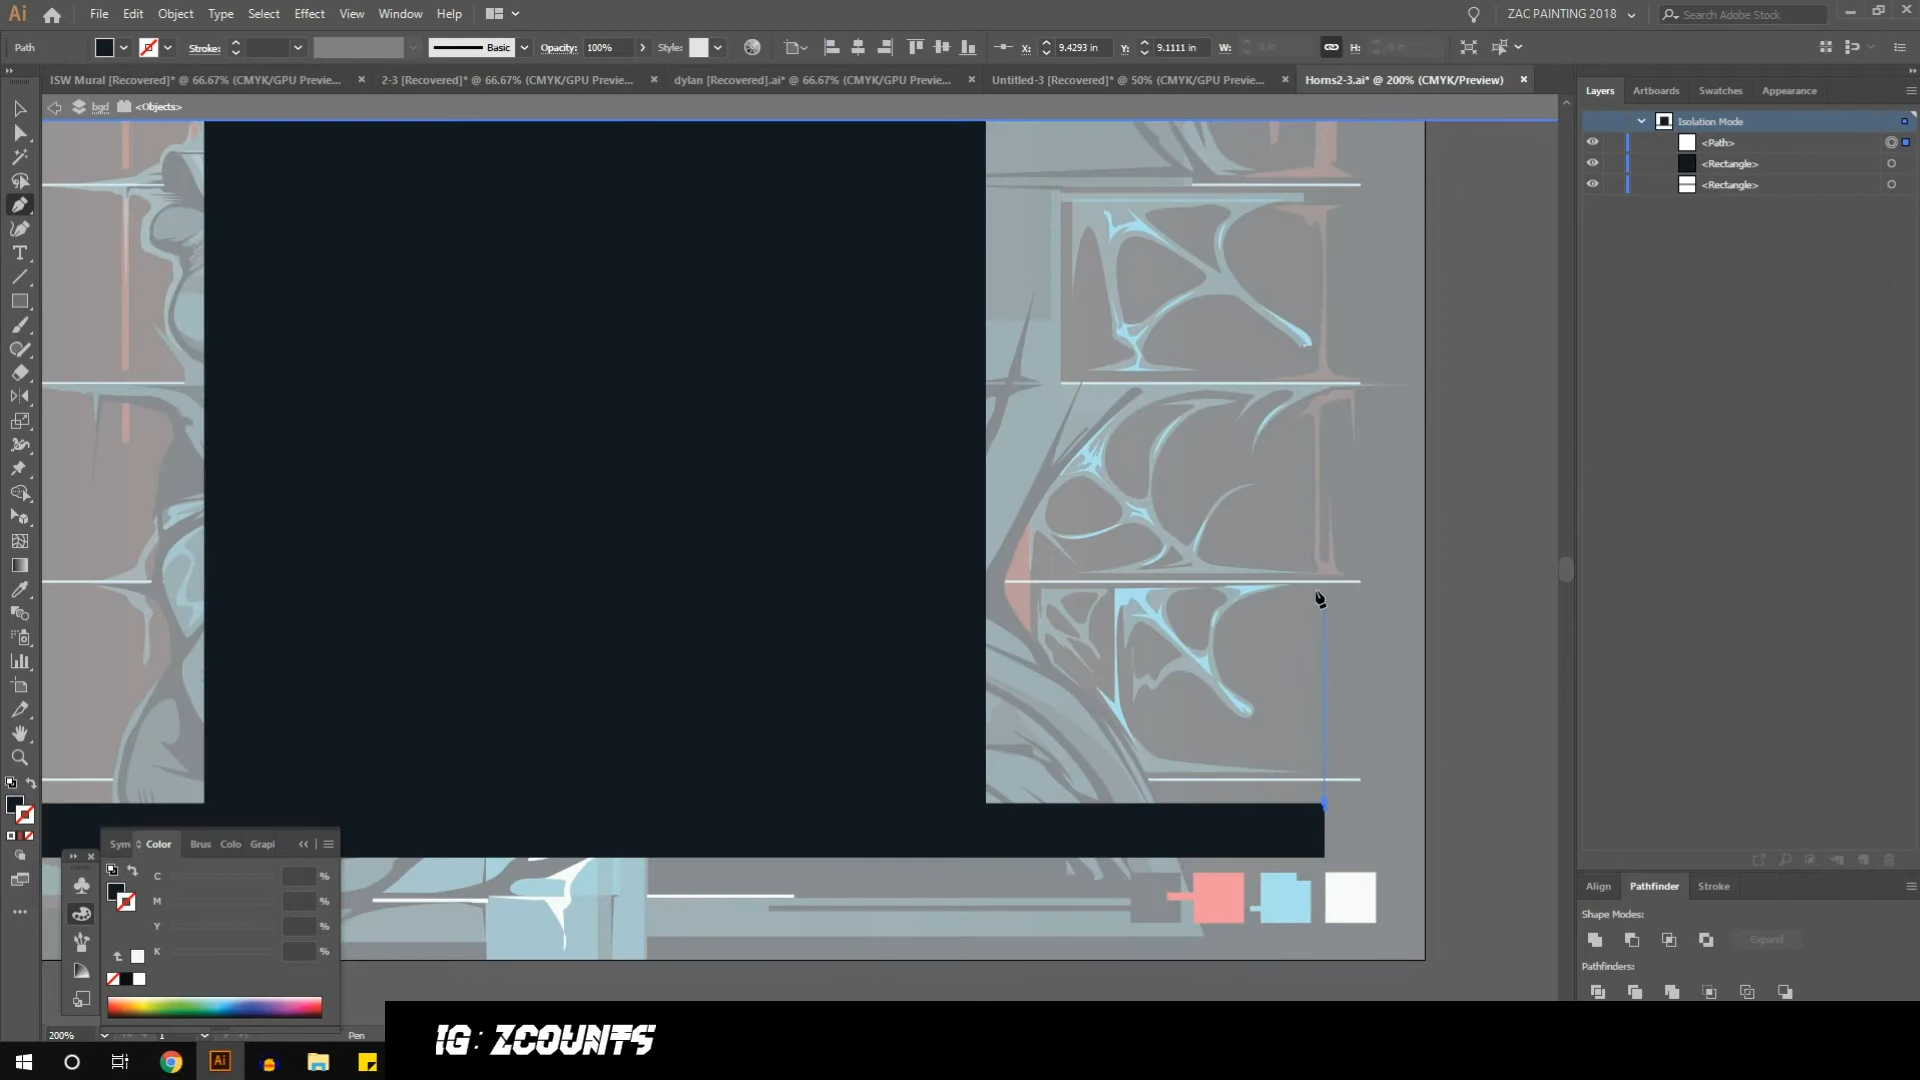 Ai File Edit Object Type Select Effect View Window Help ZAC PAINTING 2018 Search Adobe Stock
Path Stroke: Basic Opacity: 100% Style: X: 9.4293 in Y: 9.1111 in W: H:
ISW Mural [Recovered]* @ 66.67% (CMYK/GPU Previe... 2-3 [Recovered]* @ 66.67% (CMYK/GPU Previe... dylan [Recovered].ai* @ 66.67% (CMYK/GPU Previe... Untitled-3 [Recovered]* @ 50% (CMYK/GPU Previe... Horns2-3.ai* @ 200% (CMYK/Preview)
Layers Artboards Swatches Appearance
bgd <Objects>
Isolation Mode
<Path>
<Rectangle>
<Rectangle>
Sym Color Brus Colo Grapl
C %
M %
Y %
K %
Align Pathfinder Stroke
Shape Modes:
Expand
Pathfinders:
200% 1 Pen
IG: ZCOUNTS
Ai